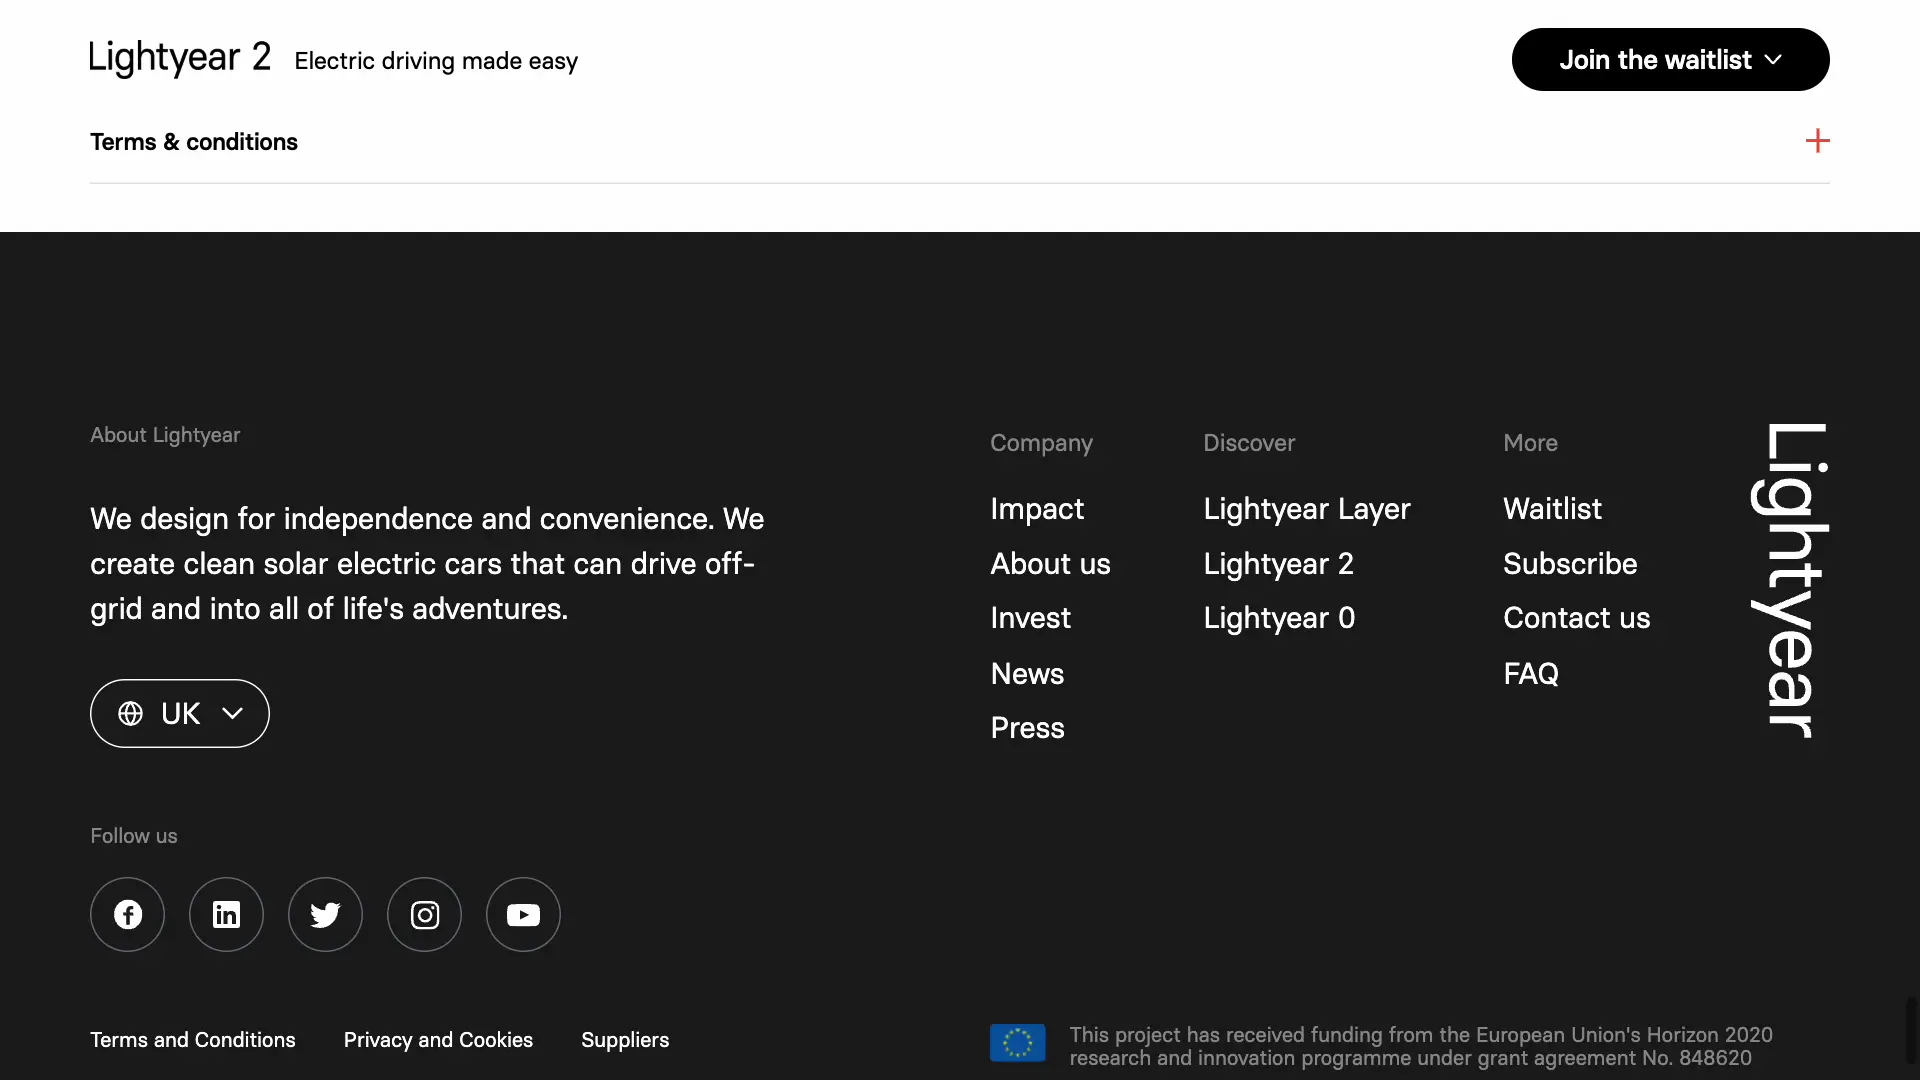 Lightyear 2 Electric driving made easy
Join the waitlist
Terms & conditions
About Lightyear
We design for independence and convenience. We
create clean solar electric cars that can drive off-
grid and into all of life's adventures.
UK
Follow us
Company
Impact
About us
Invest
News
Press
Discover
Lightyear Layer
Lightyear 2
Lightyear 0
More
Waitlist
Subscribe
Contact us
FAQ
Lightyear
Terms and Conditions
Privacy and Cookies
Suppliers
This project has received funding from the European Union's Horizon 2020
research and innovation programme under grant agreement No. 848620